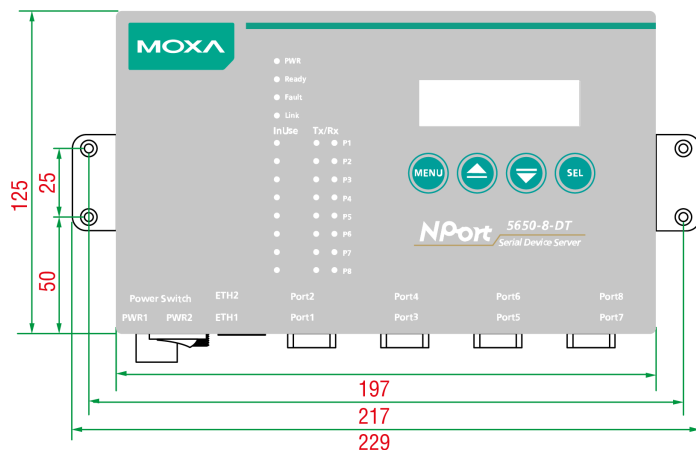 MOXA
PWR
Ready
Fault
Link
InUse Tx/Rx
P1
P2
P3
P4
P5
P6
P7
P8
MENU
SEL
NPort 5650-8-DT
Serial Device Server
Power Switch ETH2 Port2 Port4 Port6 Port8
PWR1 PWR2 ETH1 Port1 Port3 Port5 Port7
125
25
50
197
217
229